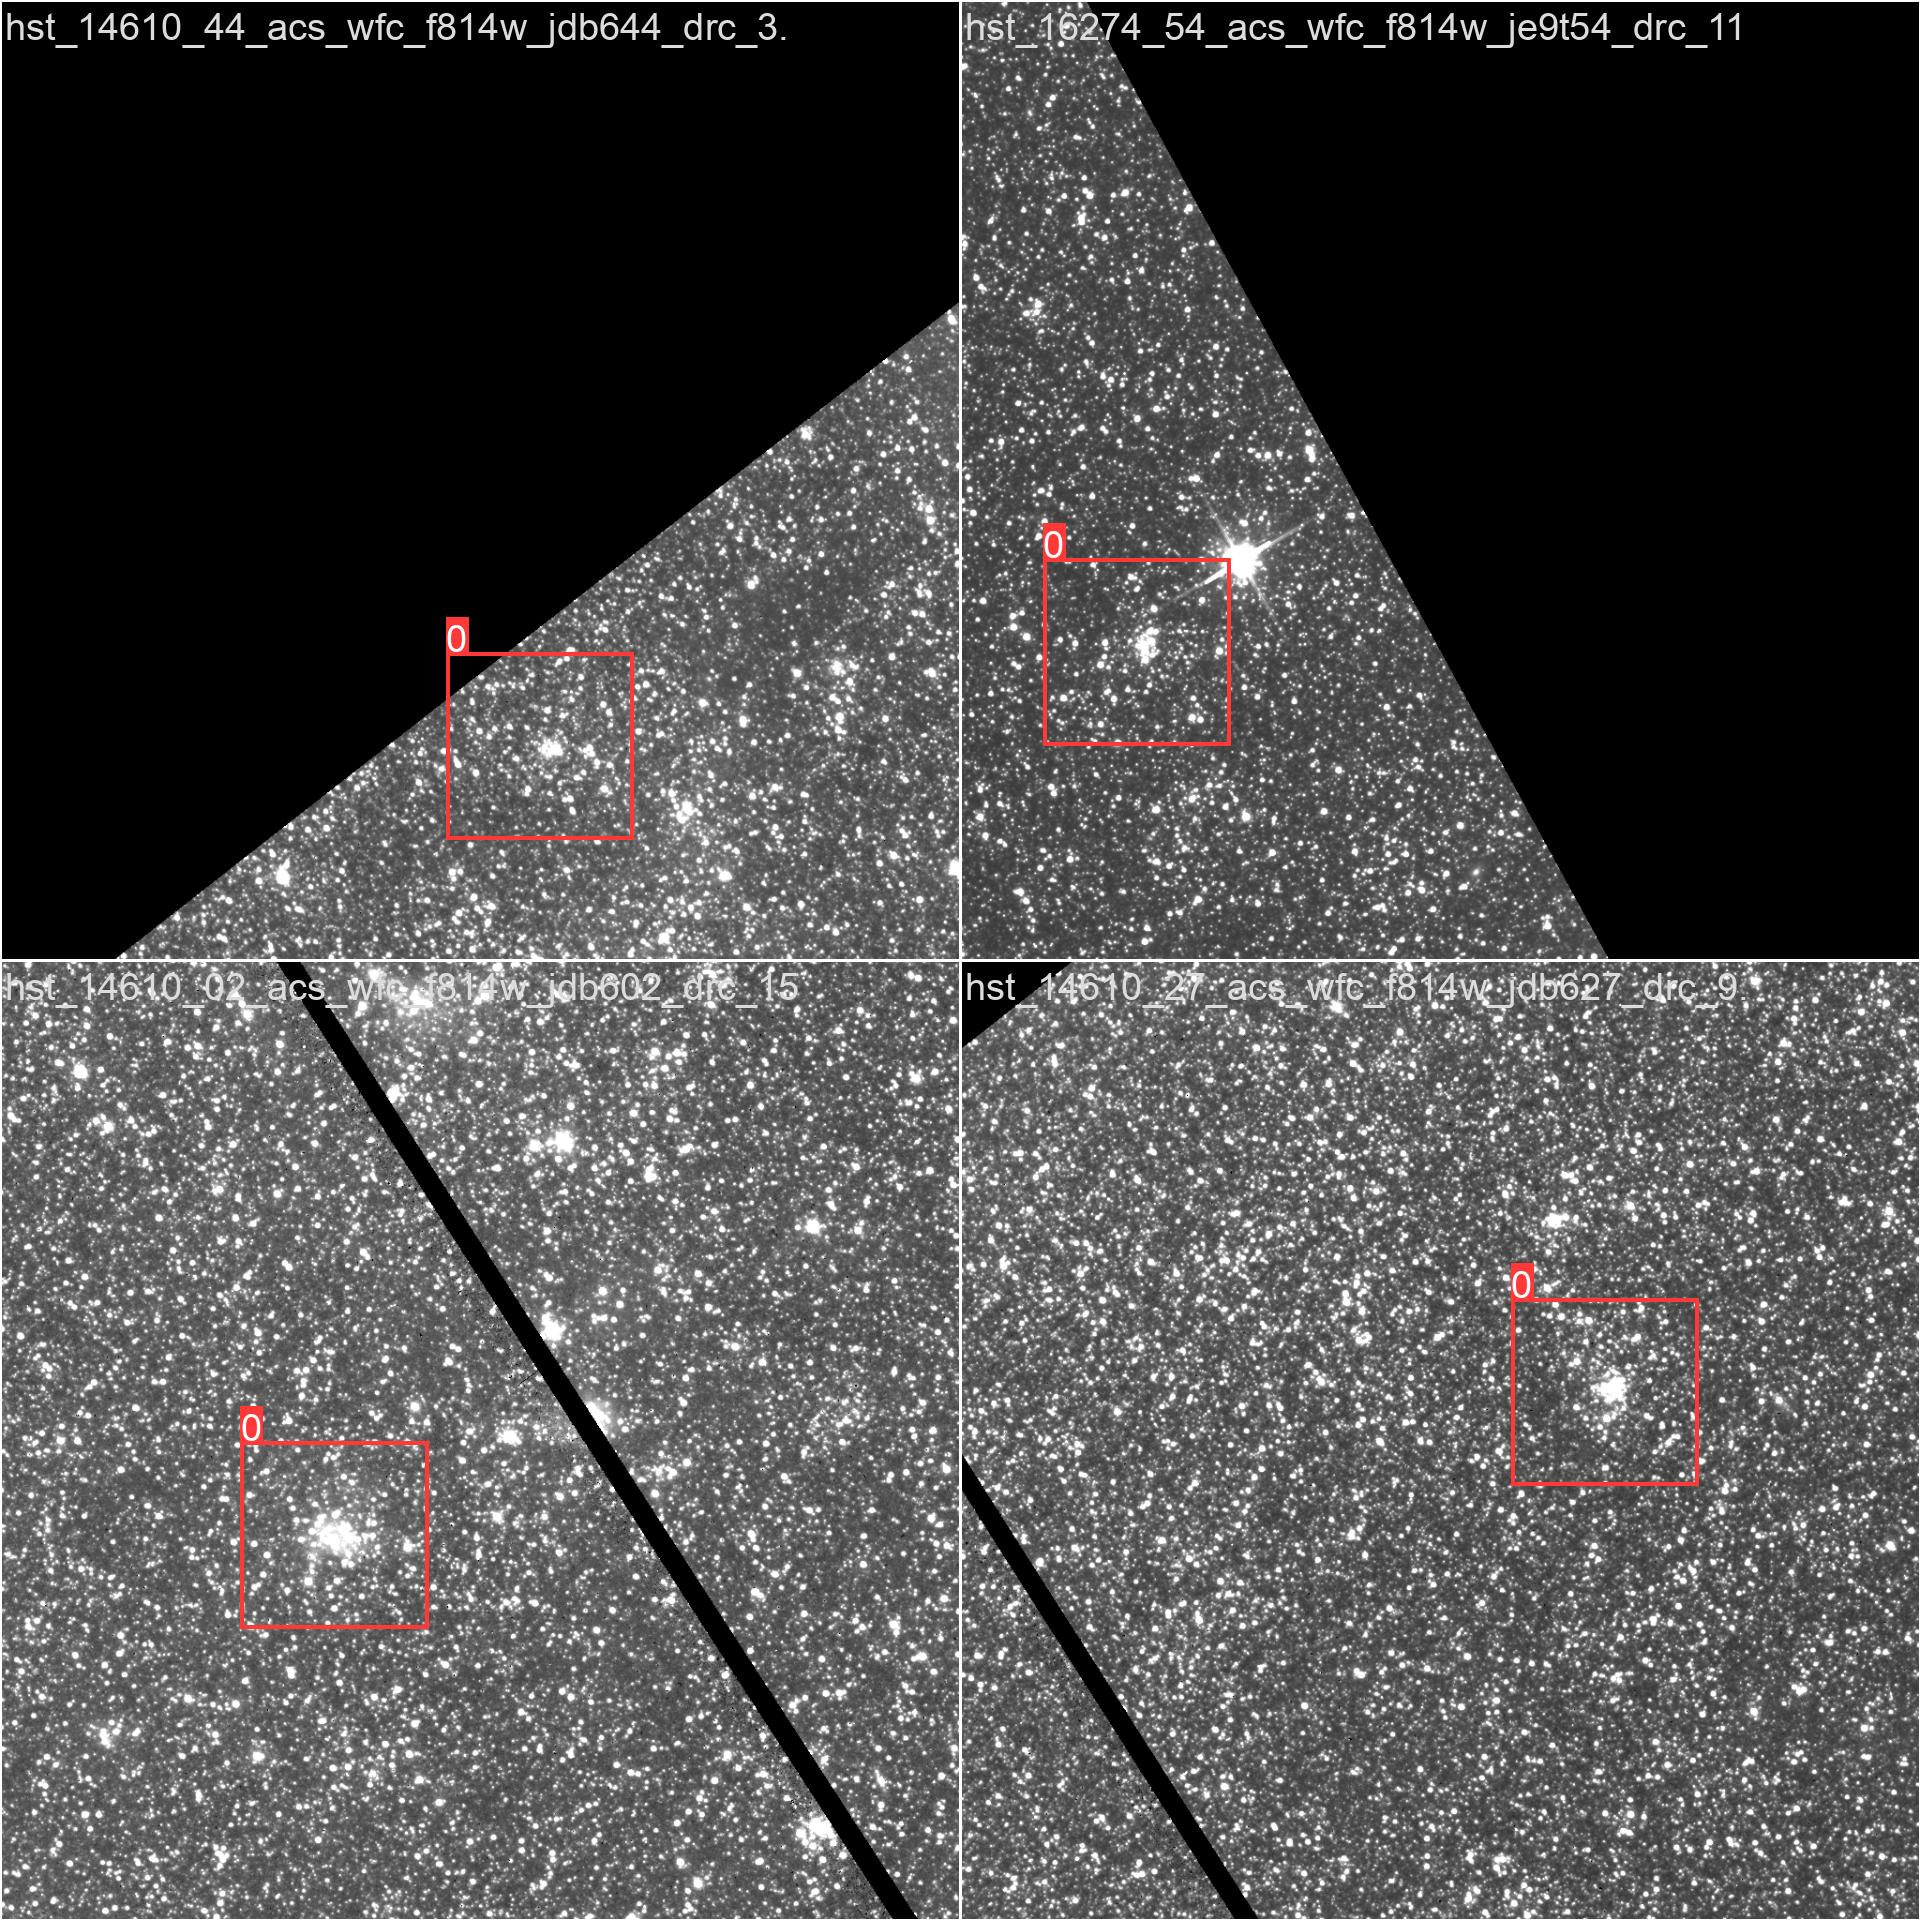 hst_14610_44_acs_wfc_f814w_jdb644_drc_3.
hst_16274_54_acs_wfc_f814w_je9t54_drc_11
0
0
hst_14610_02_acs_wfc_f814w_jdb602_drc_15
hst_14610_27_acs_wfc_f814w_jdb627_drc_9.
0
0